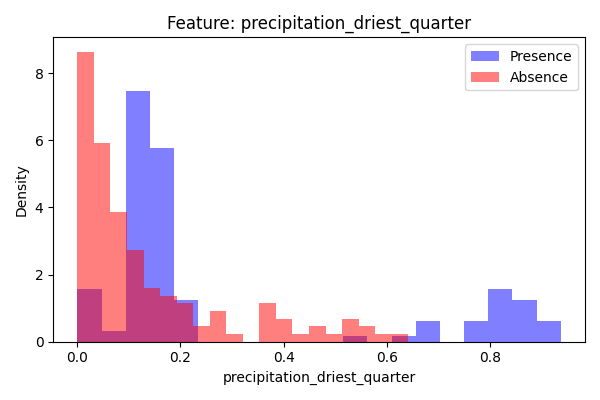 Feature: precipitation_driest_quarter
Presence
Absence
Density
8
6
4
2
0
0.0 0.2 0.4 0.6 0.8
precipitation_driest_quarter